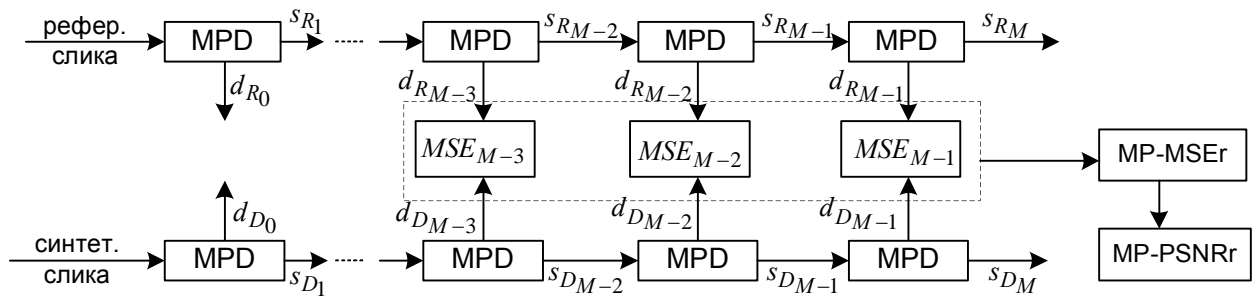 рефер.
слика
MPD
s_{R_1}
MPD
s_{R_{M-2}}
MPD
s_{R_{M-1}}
MPD
s_{R_M}
d_{R_0}
d_{R_{M-3}}
d_{R_{M-2}}
d_{R_{M-1}}
MSE_{M-3}
MSE_{M-2}
MSE_{M-1}
MP-MSEr
d_{D_0}
d_{D_{M-3}}
d_{D_{M-2}}
d_{D_{M-1}}
MP-PSNRr
синтет.
слика
MPD
s_{D_1}
MPD
s_{D_{M-2}}
MPD
s_{D_{M-1}}
MPD
s_{D_M}